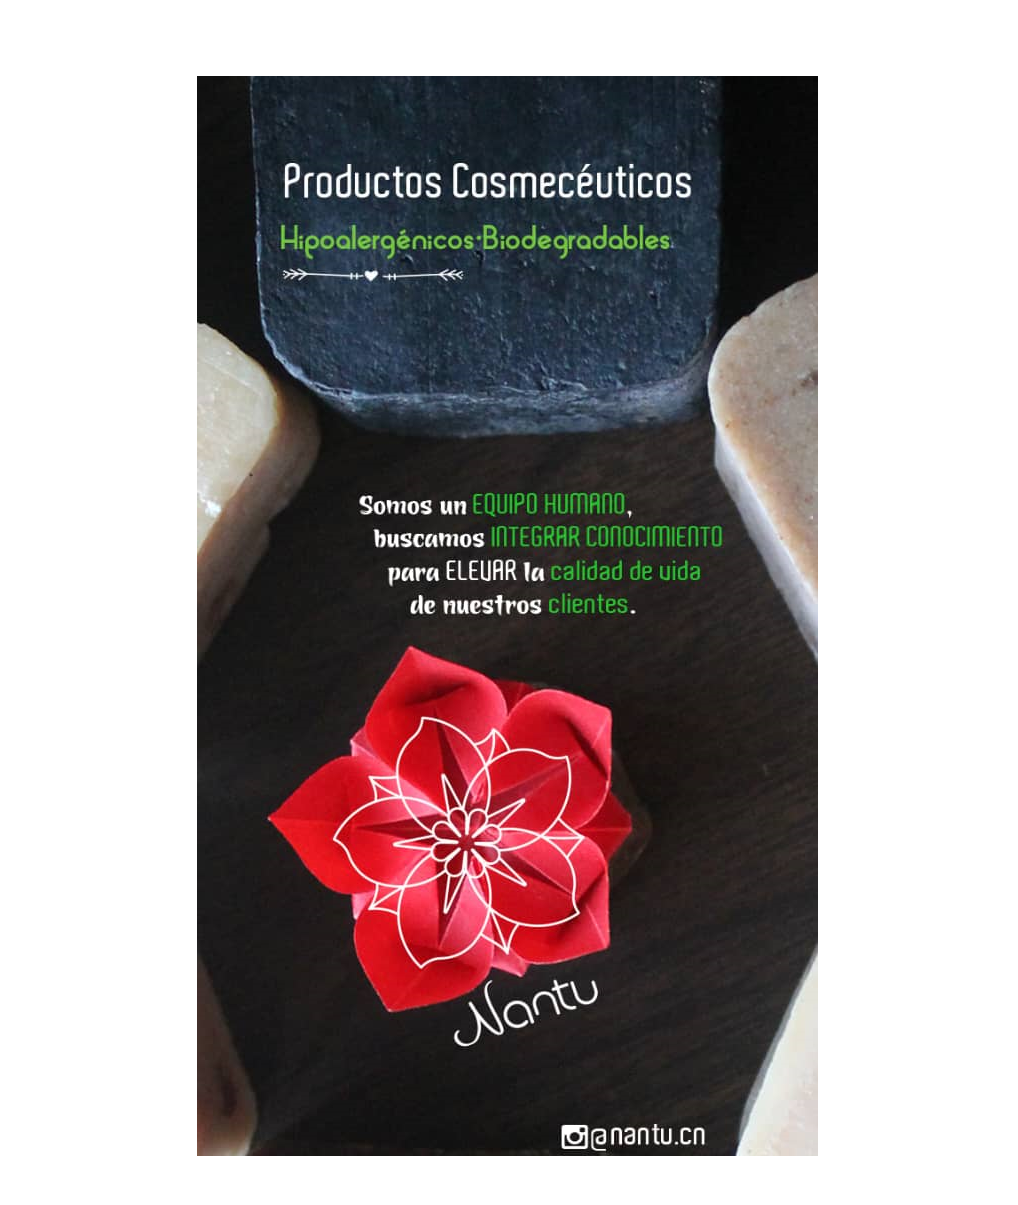 Productos Cosmecéuticos
Hipoalergénicos·Biodegradables.
Somos un EQUIPO HUMANO,
buscamos INTEGRAR CONOCIMIENTO
para ELEVAR la calidad de vida
de nuestros clientes.
Nantu
@nantu.cn